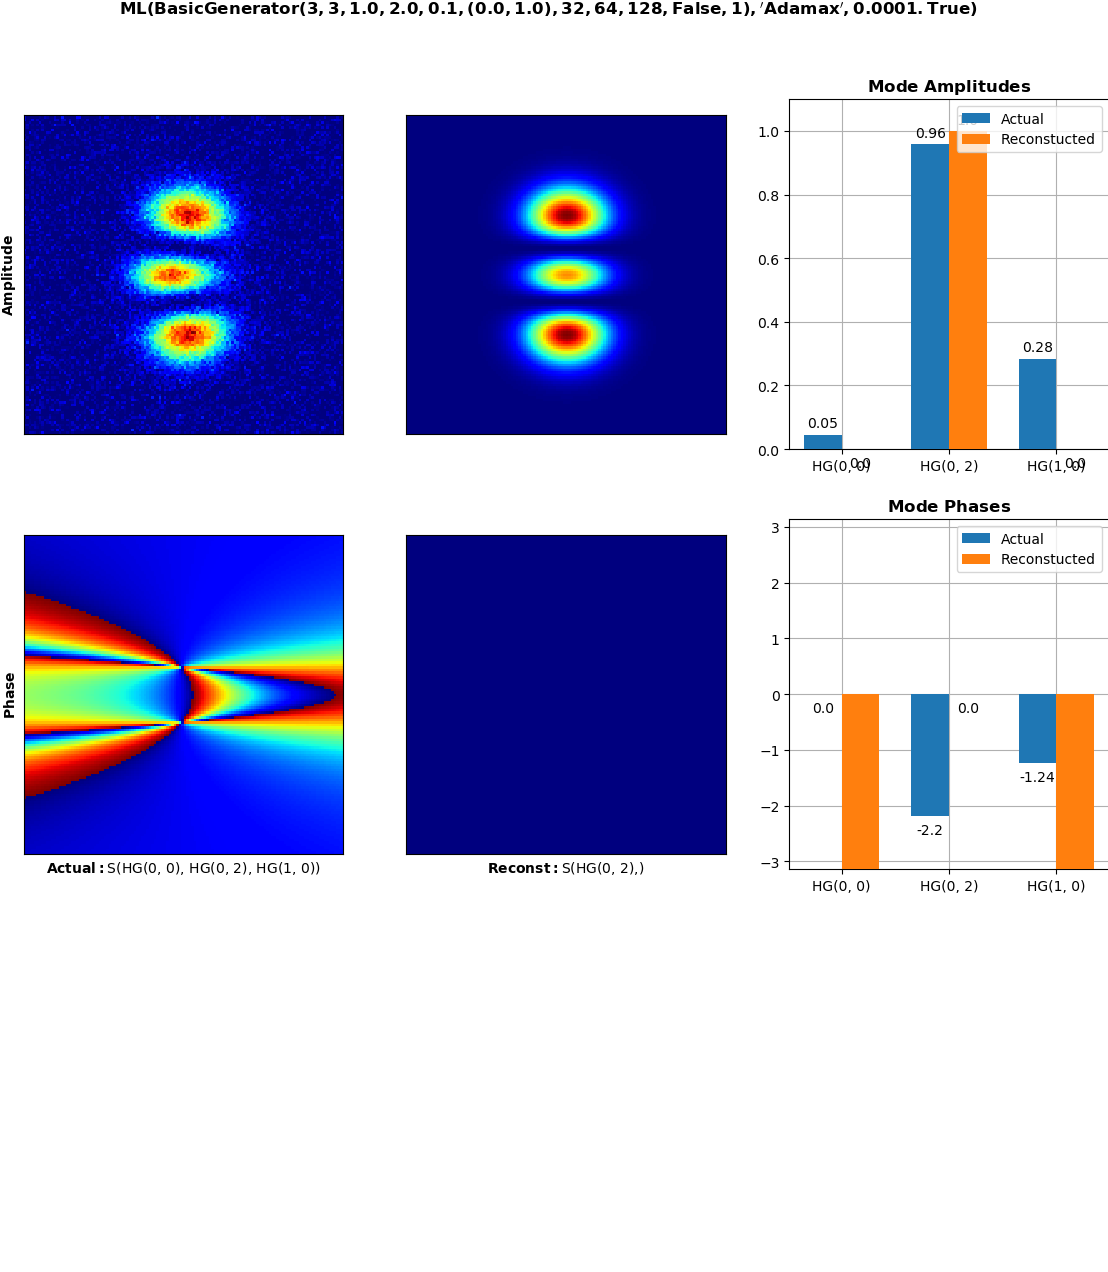 ML(BasicGenerator(3, 3, 1.0, 2.0, 0.1, (0.0, 1.0), 32, 64, 128, False, 1), ′Adamax′, 0.0001. True)
Amplitude
Mode Amplitudes
Actual
Reconstucted
1.0
0.8
0.6
0.4
0.2
0.0
0.05
0.0
0.96
0.28
0.0
HG(0, 0)
HG(0, 2)
HG(1, 0)
Phase
Actual: S(HG(0, 0), HG(0, 2), HG(1, 0))
Reconst: S(HG(0, 2),)
Mode Phases
Actual
Reconstucted
3
2
1
0
−1
−2
−3
0.0
-2.2
0.0
-1.24
HG(0, 0)
HG(0, 2)
HG(1, 0)